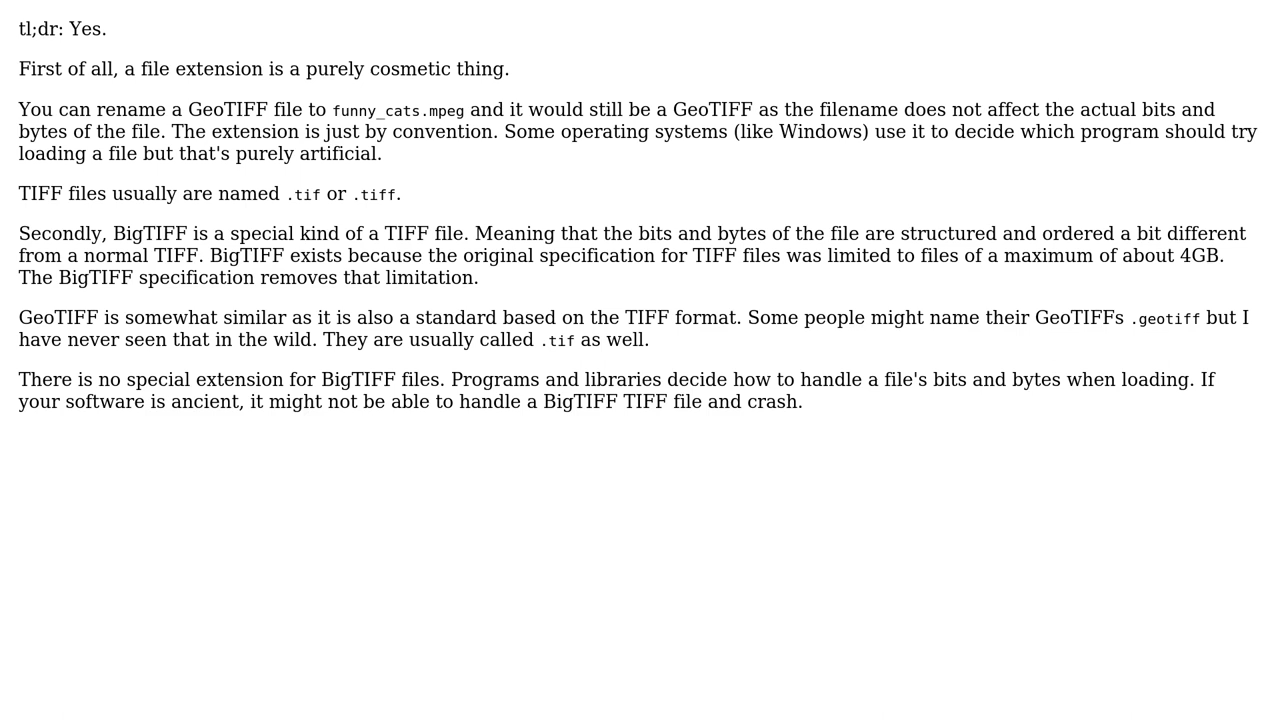 tl;dr: Yes.
First of all, a file extension is a purely cosmetic thing.
You can rename a GeoTIFF file to funny_cats.mpeg and it would still be a GeoTIFF as the filename does not affect the actual bits and
bytes of the file. The extension is just by convention. Some operating systems (like Windows) use it to decide which program should try
loading a file but that's purely artificial.
TIFF files usually are named .tif or .tiff.
Secondly, BigTIFF is a special kind of a TIFF file. Meaning that the bits and bytes of the file are structured and ordered a bit different
from a normal TIFF. BigTIFF exists because the original specification for TIFF files was limited to files of a maximum of about 4GB.
The BigTIFF specification removes that limitation.
GeoTIFF is somewhat similar as it is also a standard based on the TIFF format. Some people might name their GeoTIFFs .geotiff but I
have never seen that in the wild. They are usually called .tif as well.
There is no special extension for BigTIFF files. Programs and libraries decide how to handle a file's bits and bytes when loading. If
your software is ancient, it might not be able to handle a BigTIFF TIFF file and crash.